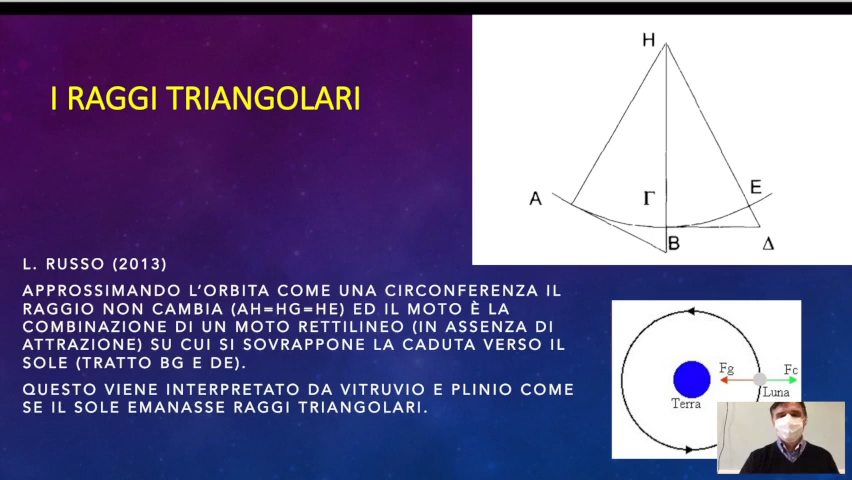 I RAGGI TRIANGOLARI
L. RUSSO (2013)
APPROSSIMANDO L'ORBITA COME UNA CIRCONFERENZA IL
RAGGIO NON CAMBIA (AH=HG=HE) ED IL MOTO È LA
COMBINAZIONE DI UN MOTO RETTILINEO (IN ASSENZA DI
ATTRAZIONE) SU CUI SI SOVRAPPONE LA CADUTA VERSO IL
SOLE (TRATTO BG E DE).
QUESTO VIENE INTERPRETATO DA VITRUVIO E PLINIO COME
SE IL SOLE EMANASSE RAGGI TRIANGOLARI.
H
A
Γ
E
B
Δ
Fg
Fc
Terra
Luna